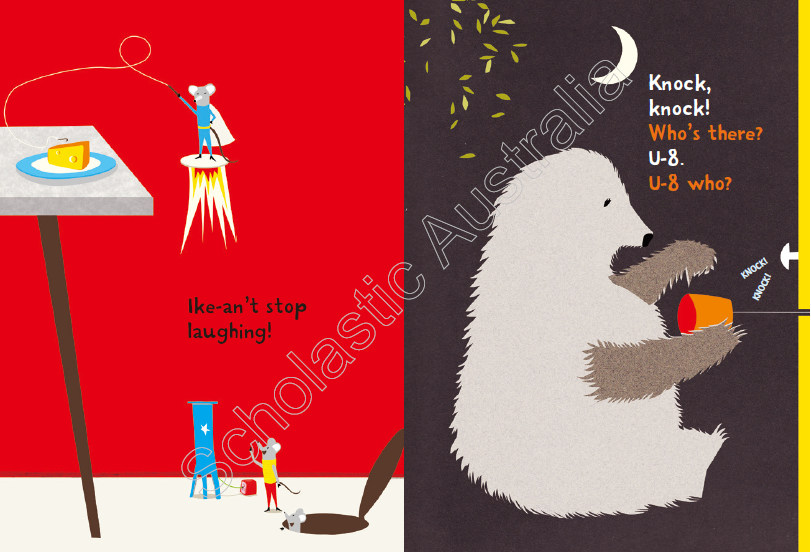 Ike-an't stop
laughing!
Knock,
knock!
Who's there?
U-8.
U-8 who?
KNOCK!
KNOCK!
Scholastic Australia